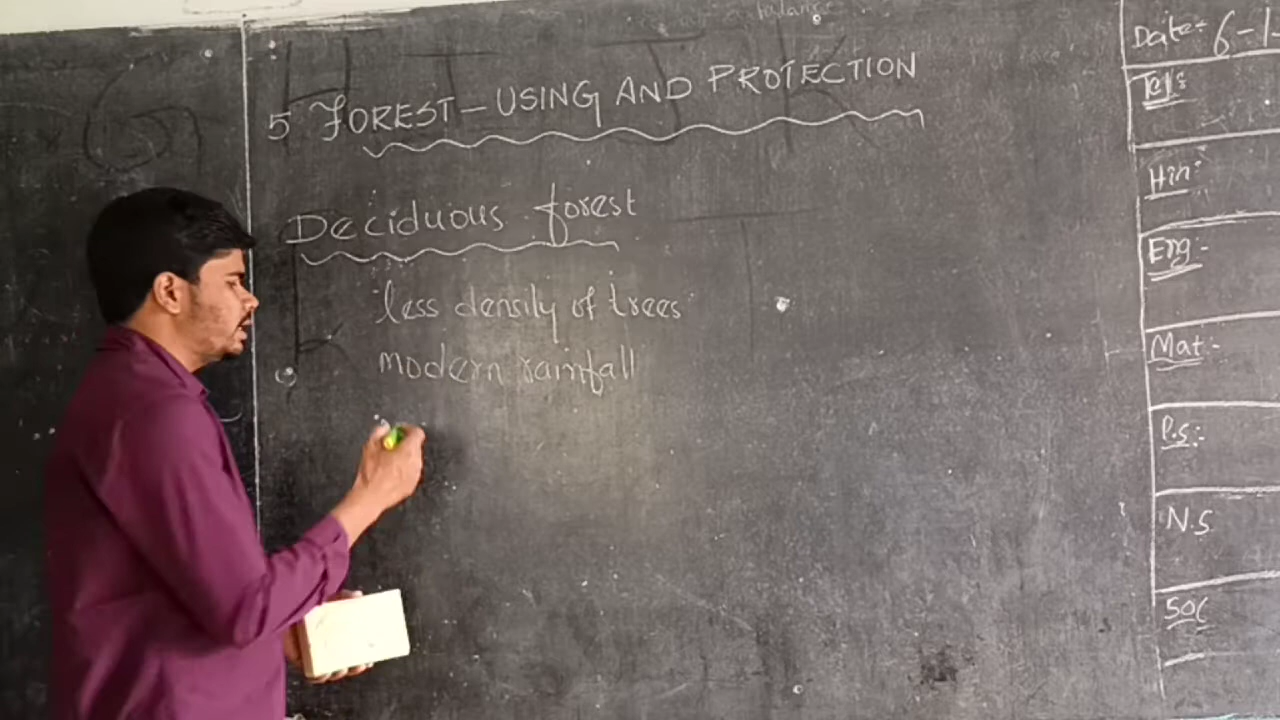 5 FOREST - USING AND PROTECTION
Deciduous forest
less density of trees
modern rainfall
Date:- 6-1-
Tel:
Hin:
Eng:-
Mat-
P.S:-
N.S
SOC